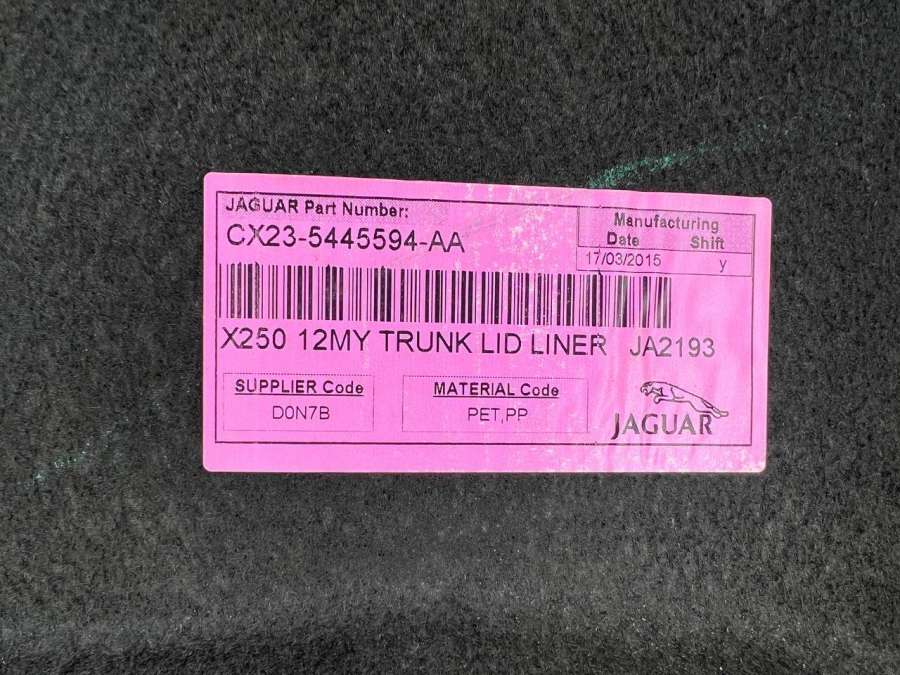 JAGUAR Part Number:
CX23-5445594-AA
Manufacturing
Date Shift
17/03/2015 y
X250 12MY TRUNK LID LINER JA2193
SUPPLIER Code
D0N7B
MATERIAL Code
PET,PP
JAGUAR